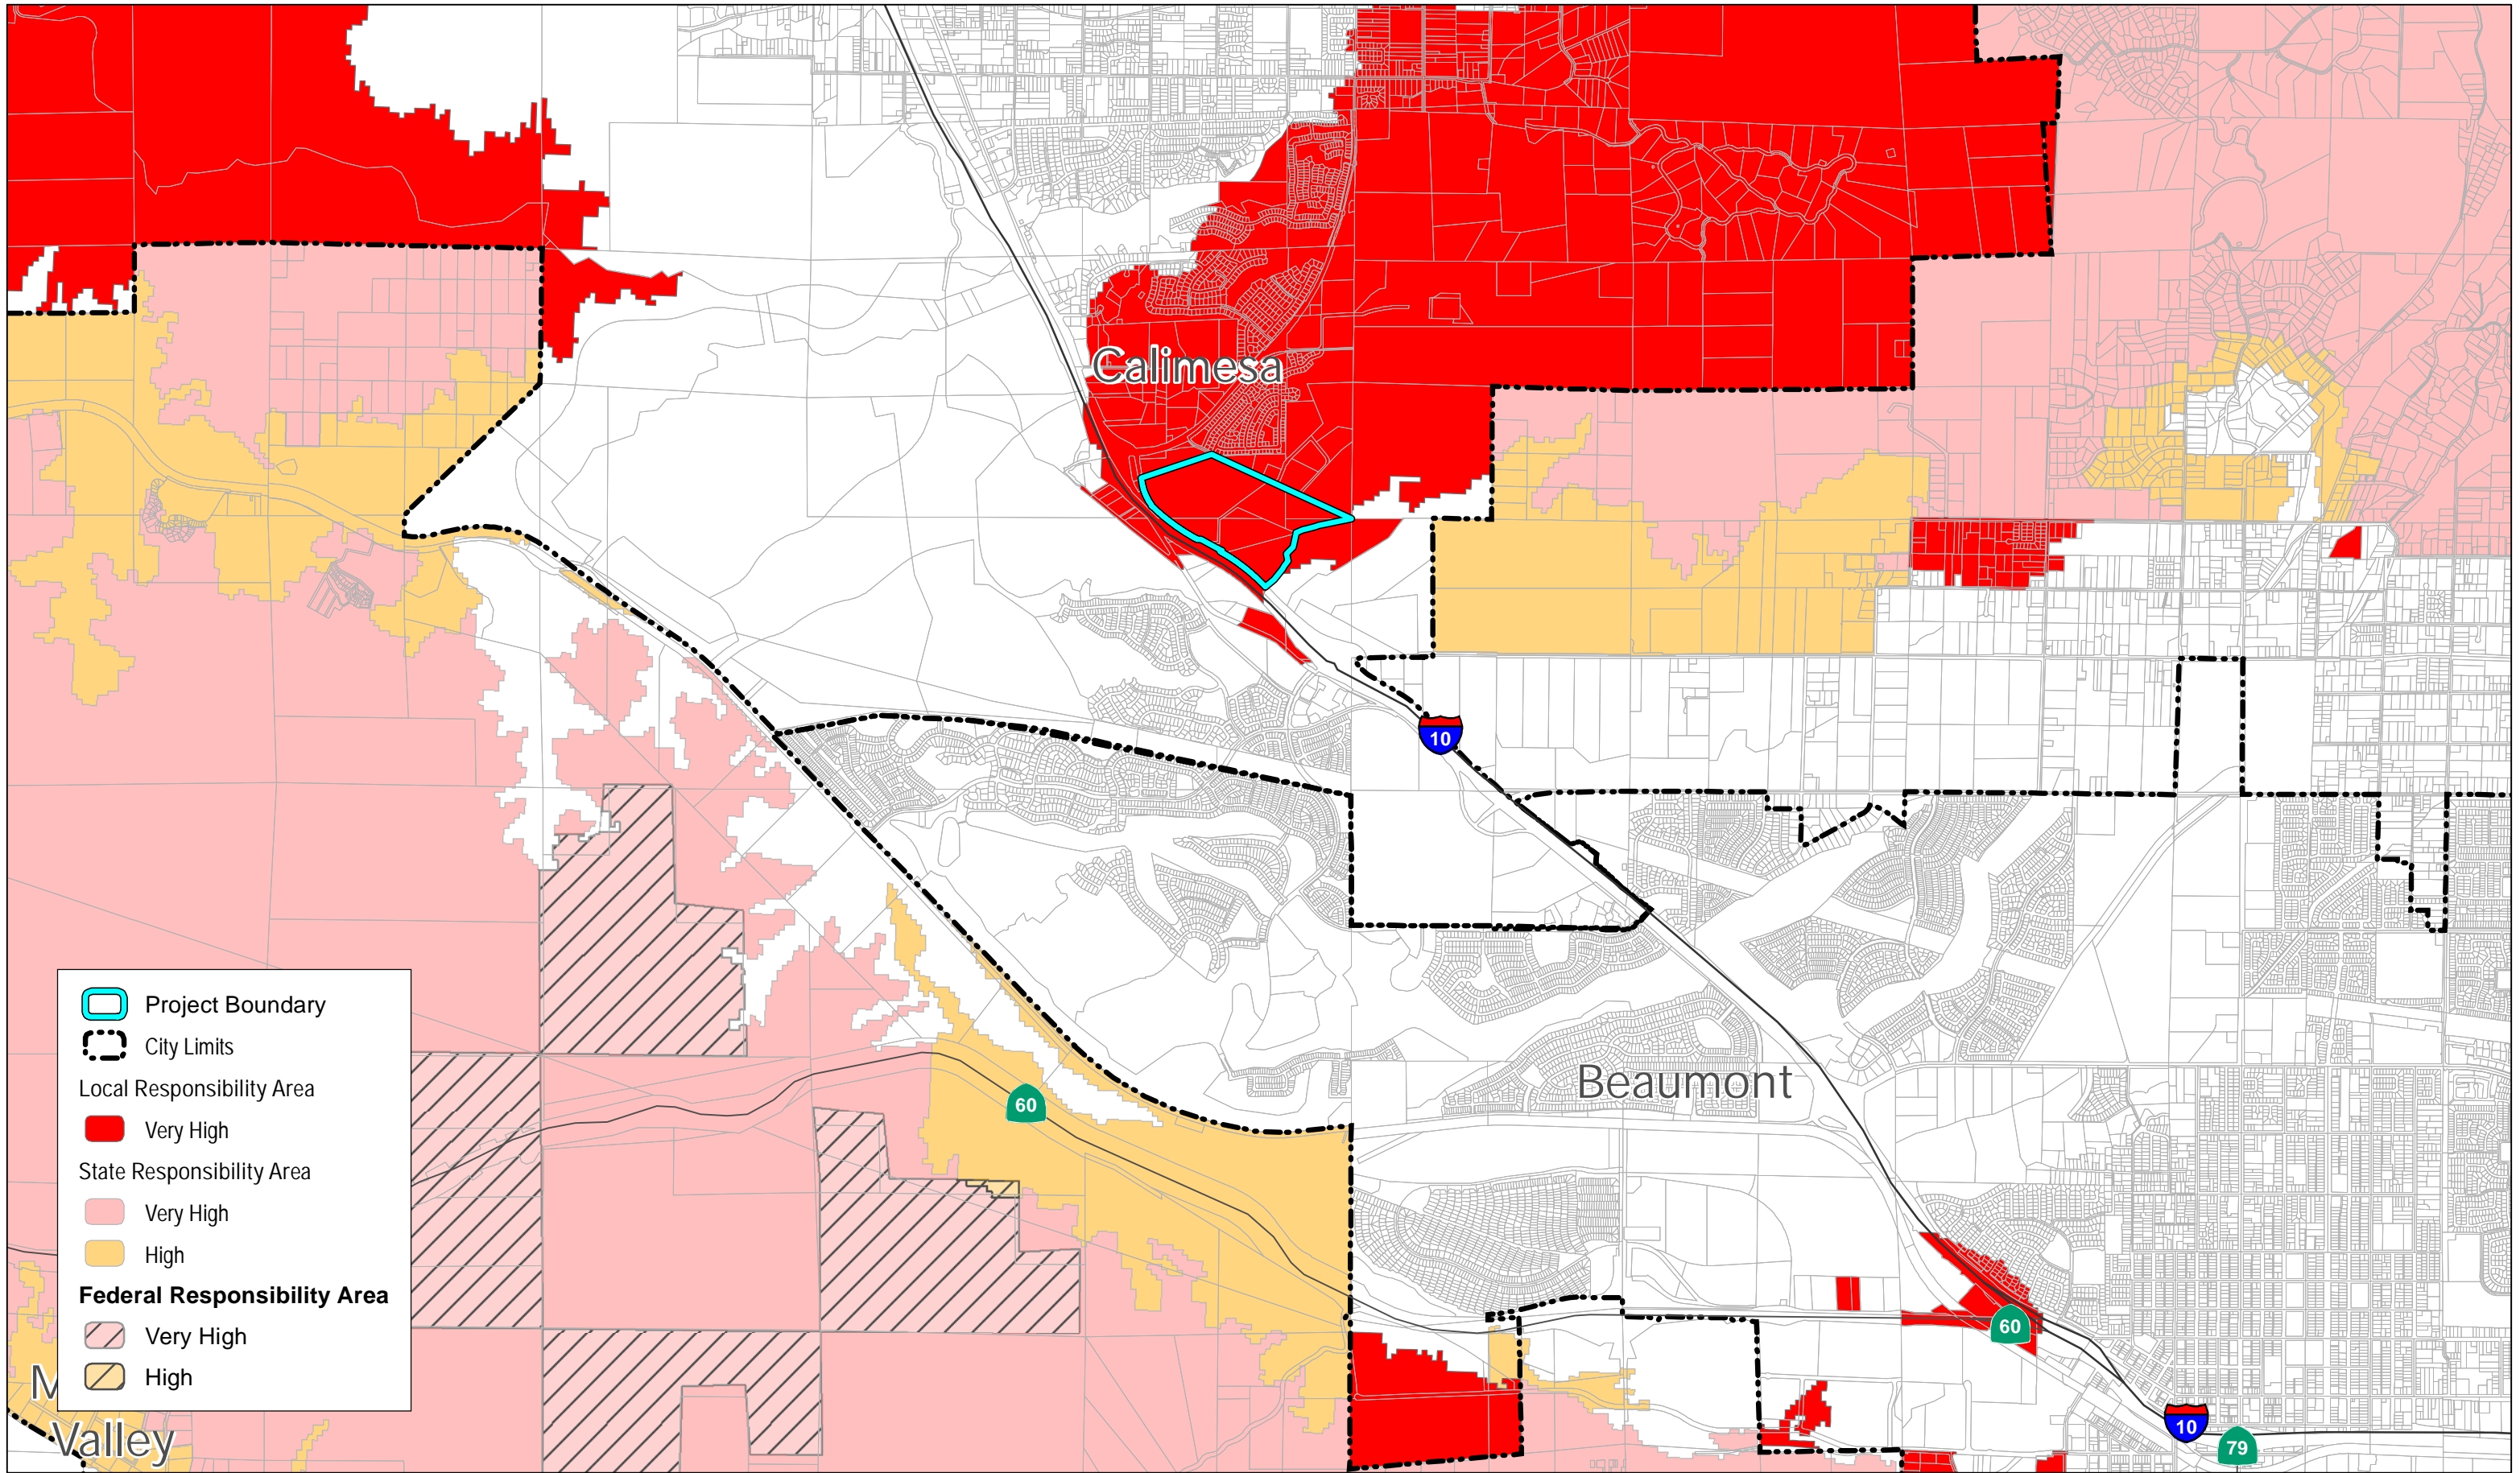 Calimesa
10
Beaumont
60
60
10
79
Project Boundary
City Limits
Local Responsibility Area
Very High
State Responsibility Area
Very High
High
Federal Responsibility Area
Very High
High
Valley